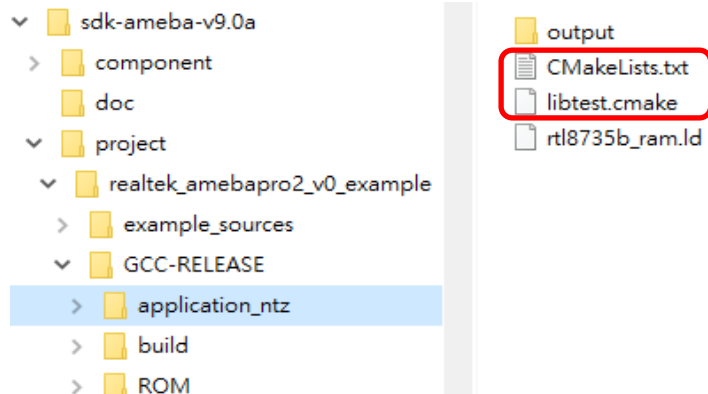 sdk-ameba-v9.0a
component
doc
project
realtek_amebapro2_v0_example
example_sources
GCC-RELEASE
application_ntz
build
ROM
output
CMakeLists.txt
libtest.cmake
rtl8735b_ram.ld